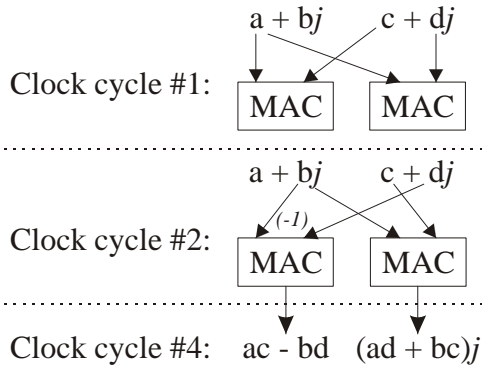 a + bj c + dj
Clock cycle #1: MAC MAC
a + bj c + dj
(-1)
Clock cycle #2: MAC MAC
Clock cycle #4: ac - bd (ad + bc)j